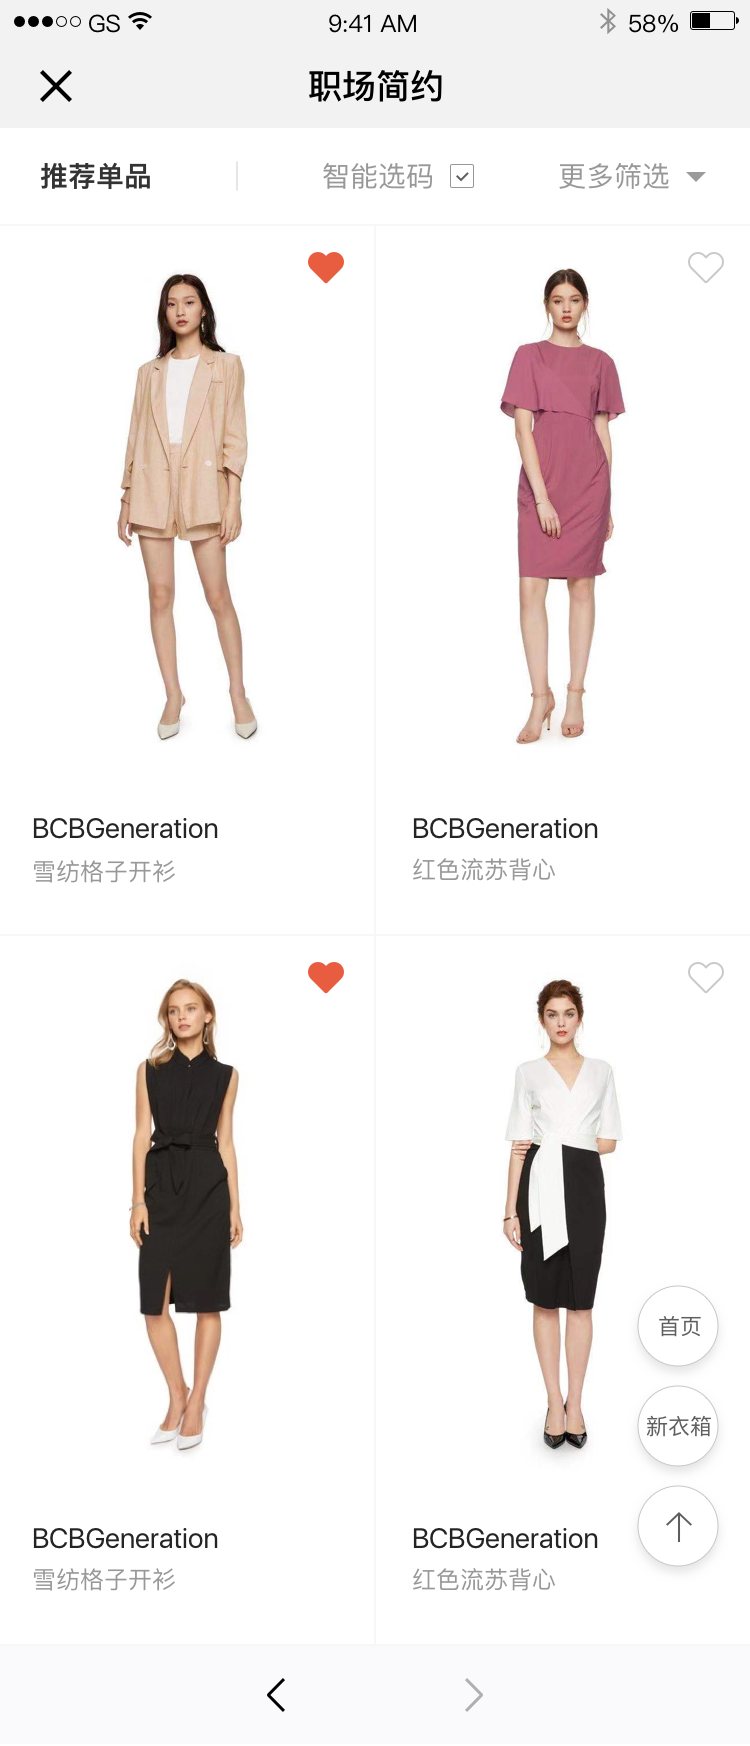 GS 9:41 AM 58%
职场简约
推荐单品 智能选码 更多筛选
BCBGeneration BCBGeneration
雪纺格子开衫 红色流苏背心
首页
新衣箱
BCBGeneration BCBGeneration
雪纺格子开衫 红色流苏背心